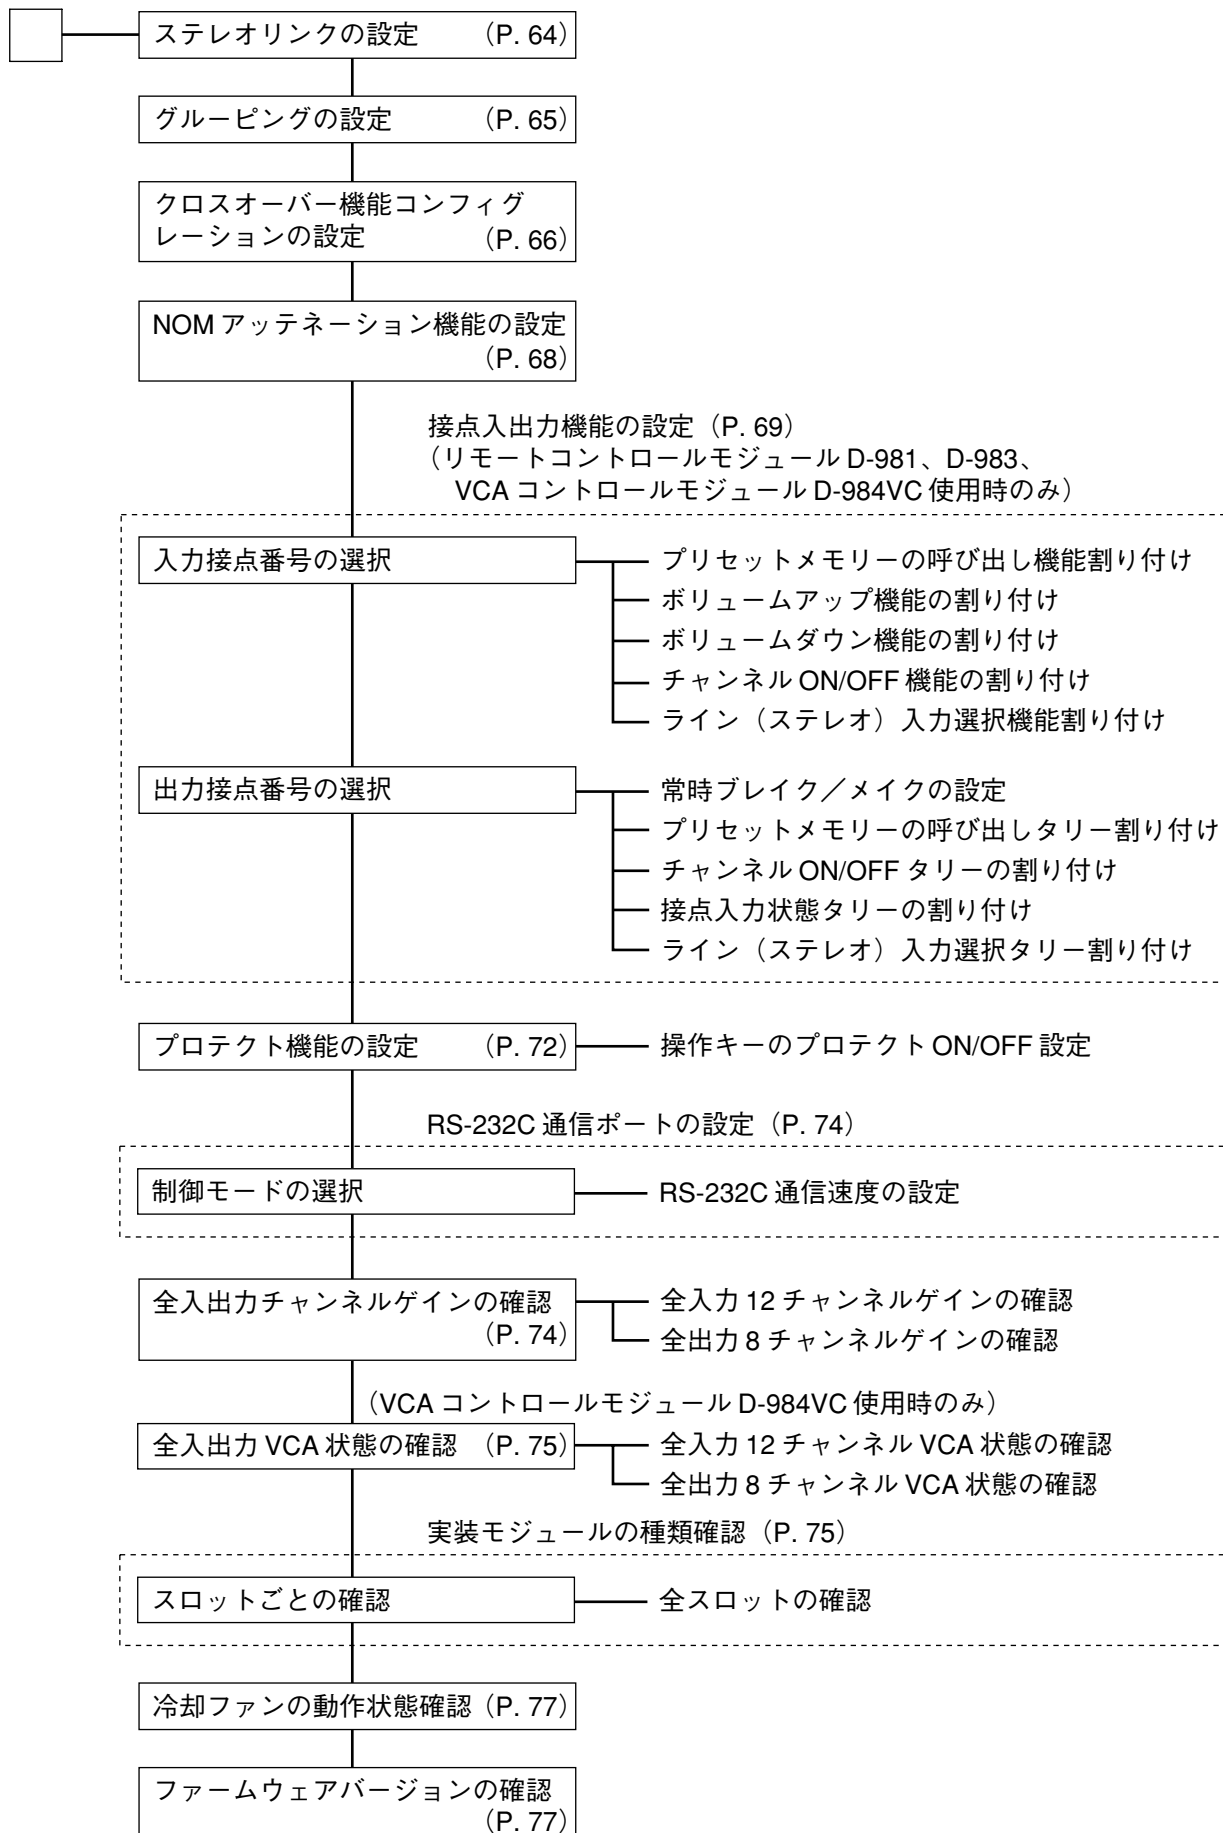 ステレオリンクの設定 （P. 64）
グルーピングの設定 （P. 65）
クロスオーバー機能コンフィグ
レーションの設定 （P. 66）
NOM アッテネーション機能の設定
（P. 68）
接点入出力機能の設定（P. 69）
（リモートコントロールモジュール D-981、D-983、
VCA コントロールモジュール D-984VC 使用時のみ）
入力接点番号の選択
プリセットメモリーの呼び出し機能割り付け
ボリュームアップ機能の割り付け
ボリュームダウン機能の割り付け
チャンネル ON/OFF 機能の割り付け
ライン（ステレオ）入力選択機能割り付け
出力接点番号の選択
常時ブレイク／メイクの設定
プリセットメモリーの呼び出しタリー割り付け
チャンネル ON/OFF タリーの割り付け
接点入力状態タリーの割り付け
ライン（ステレオ）入力選択タリー割り付け
プロテクト機能の設定 （P. 72）
操作キーのプロテクト ON/OFF 設定
RS-232C 通信ポートの設定（P. 74）
制御モードの選択
RS-232C 通信速度の設定
全入出力チャンネルゲインの確認
（P. 74）
全入力 12 チャンネルゲインの確認
全出力 8 チャンネルゲインの確認
（VCA コントロールモジュール D-984VC 使用時のみ）
全入出力 VCA 状態の確認 （P. 75）
全入力 12 チャンネル VCA 状態の確認
全出力 8 チャンネル VCA 状態の確認
実装モジュールの種類確認（P. 75）
スロットごとの確認
全スロットの確認
冷却ファンの動作状態確認（P. 77）
ファームウェアバージョンの確認
（P. 77）